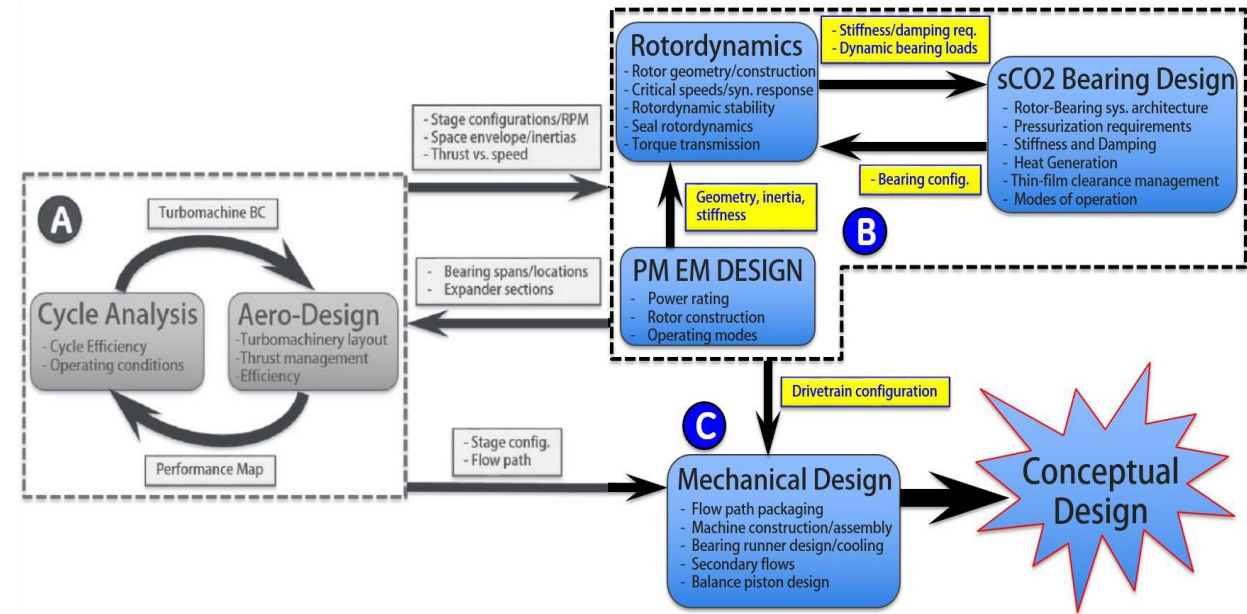 A
Turbomachine BC
Cycle Analysis
- Cycle Efficiency
- Operating conditions
Aero-Design
-Turbomachinery layout
-Thrust management
-Efficiency
Performance Map
- Stage configurations/RPM
- Space envelope/inertias
- Thrust vs. speed
- Bearing spans/locations
- Expander sections
- Stage config.
- Flow path
Rotordynamics
- Rotor geometry/construction
- Critical speeds/syn. response
- Rotordynamic stability
- Seal rotordynamics
- Torque transmission
- Stiffness/damping req.
- Dynamic bearing loads
sCO2 Bearing Design
- Rotor-Bearing sys. architecture
- Pressurization requirements
- Stiffness and Damping
- Heat Generation
-Thin-film clearance management
- Modes of operation
- Bearing config.
B
Geometry, inertia,
stiffness
PM EM DESIGN
- Power rating
- Rotor construction
- Operating modes
Drivetrain configuration
C
Mechanical Design
- Flow path packaging
- Machine construction/assembly
- Bearing runner design/cooling
- Secondary flows
- Balance piston design
Conceptual
Design